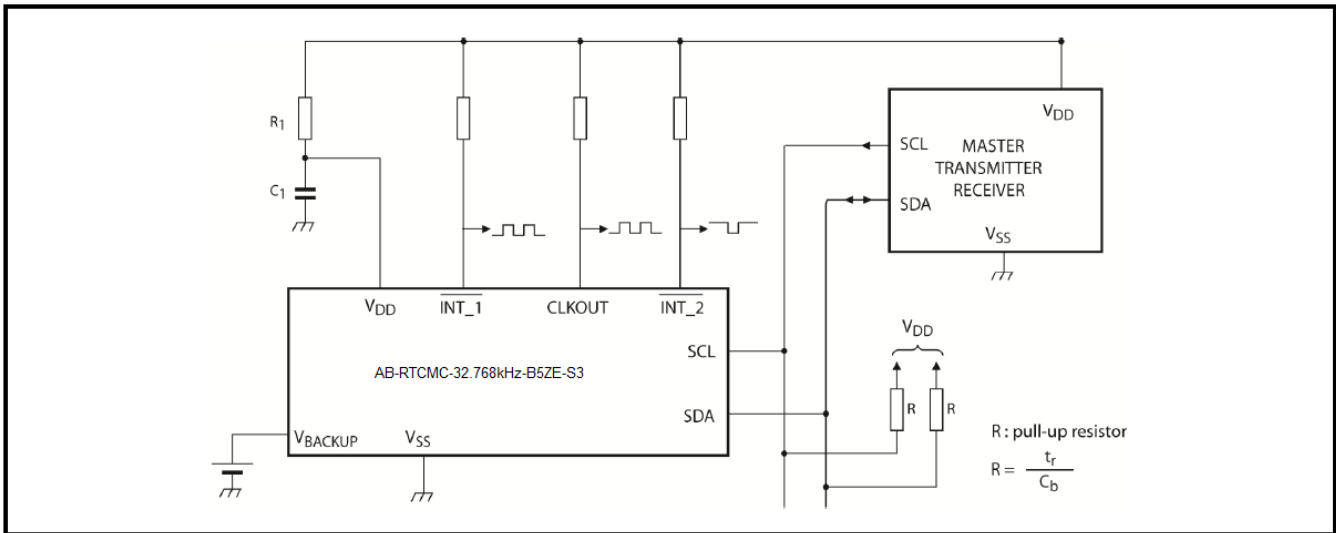 R1
C1
VDD
SCL
MASTER
TRANSMITTER
RECEIVER
SDA
VSS
VDD
INT_1
CLKOUT
INT_2
SCL
AB-RTCMC-32.768kHz-B5ZE-S3
SDA
VBACKUP
VSS
VDD
R
R
R : pull-up resistor
R = tr
Cb